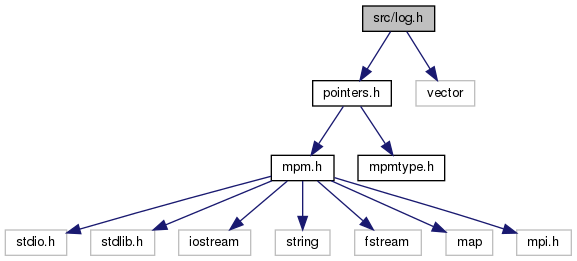 src/log.h
pointers.h
vector
mpm.h
mpmtype.h
stdio.h
stdlib.h
iostream
string
fstream
map
mpi.h